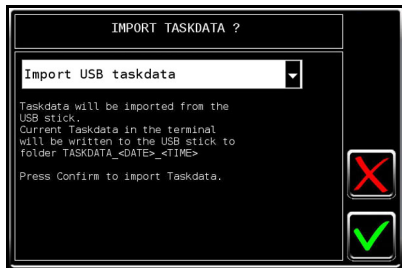 IMPORT TASKDATA ?
Import USB taskdata
Taskdata will be imported from the
USB stick.
Current Taskdata in the terminal
will be written to the USB stick to
folder TASKDATA_<DATE>_<TIME>
Press Confirm to import Taskdata.